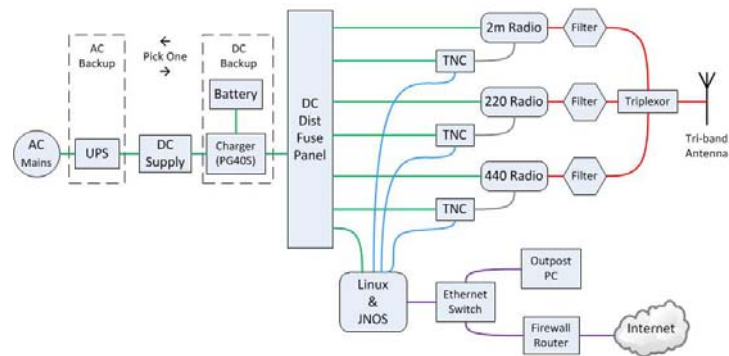 AC
Backup
←
Pick One
→
DC
Backup
Battery
AC
Mains
UPS
DC
Supply
Charger
(PG40S)
DC
Dist
Fuse
Panel
2m Radio
Filter
TNC
220 Radio
Filter
Triplexor
TNC
Tri-band
Antenna
440 Radio
Filter
TNC
Linux
&
JNOS
Ethernet
Switch
Outpost
PC
Firewall
Router
Internet